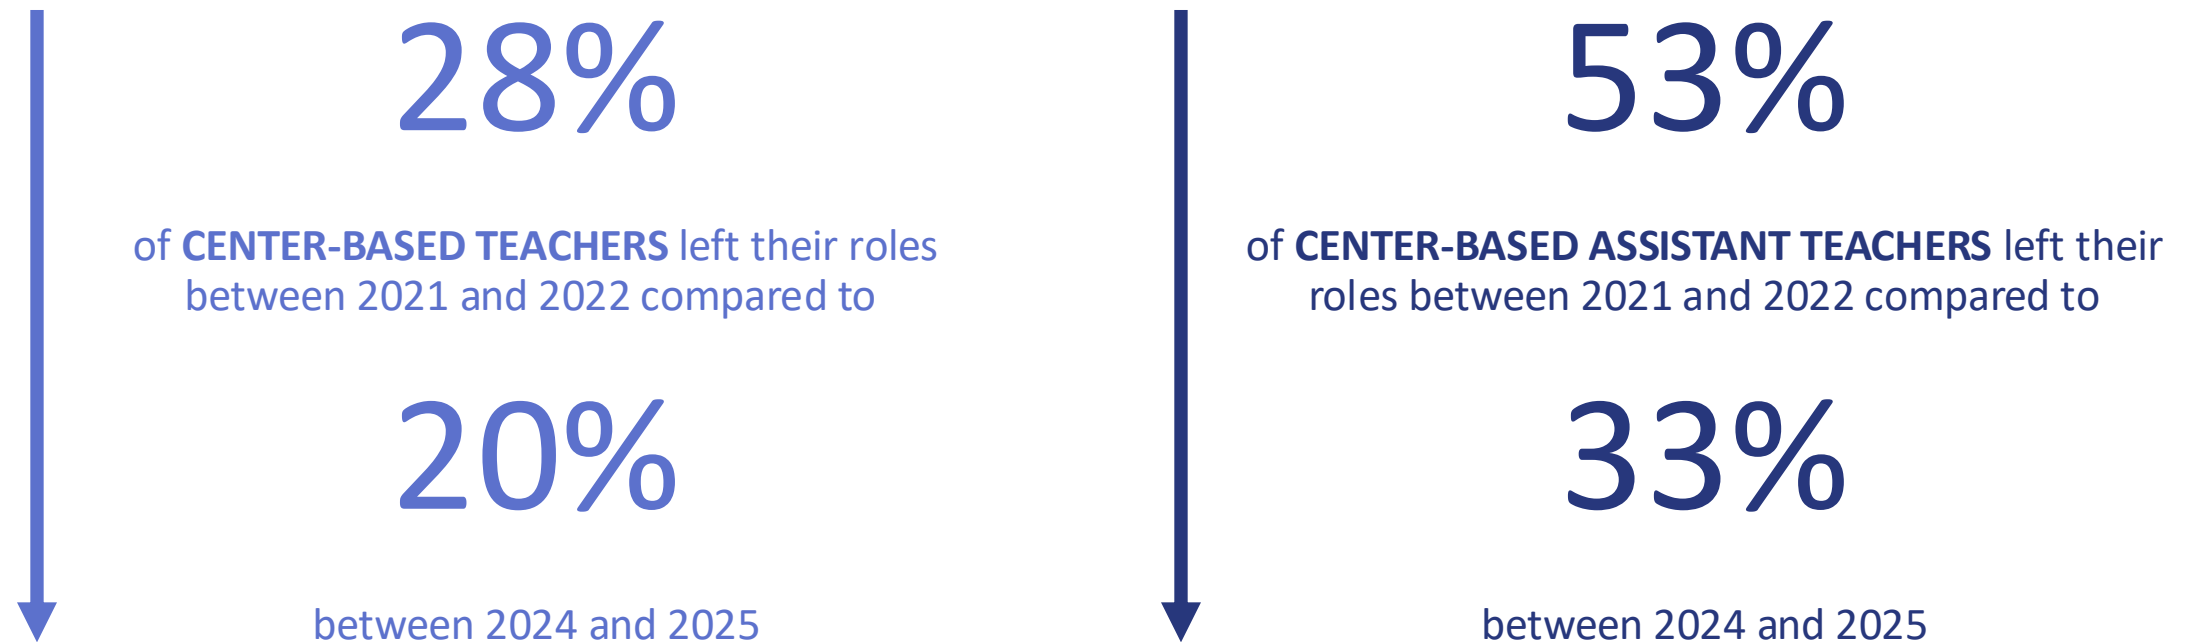 28%
of CENTER-BASED TEACHERS left their roles
between 2021 and 2022 compared to
20%
between 2024 and 2025
53%
of CENTER-BASED ASSISTANT TEACHERS left their
roles between 2021 and 2022 compared to
33%
between 2024 and 2025